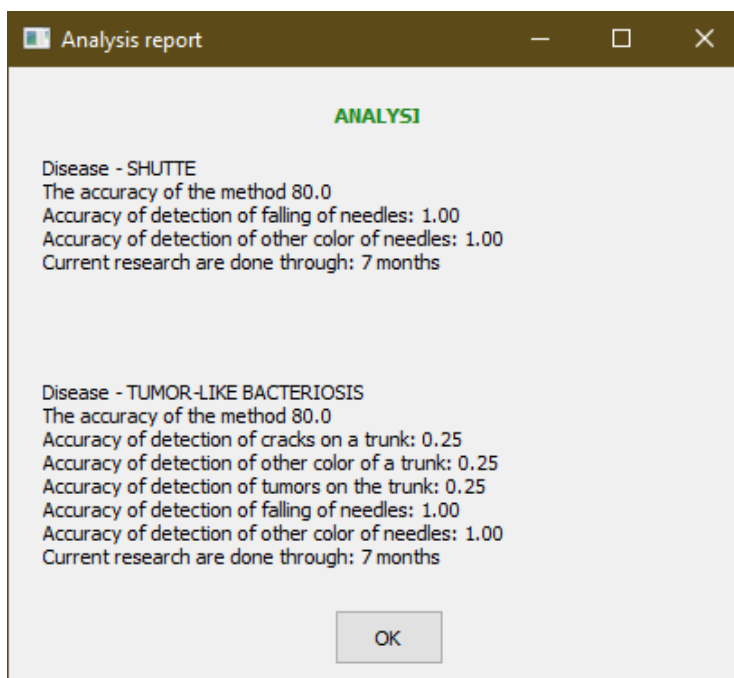 Analysis report
ANALYSI
Disease - SHUTTE
The accuracy of the method 80.0
Accuracy of detection of falling of needles: 1.00
Accuracy of detection of other color of needles: 1.00
Current research are done through: 7 months
Disease - TUMOR-LIKE BACTERIOSIS
The accuracy of the method 80.0
Accuracy of detection of cracks on a trunk: 0.25
Accuracy of detection of other color of a trunk: 0.25
Accuracy of detection of tumors on the trunk: 0.25
Accuracy of detection of falling of needles: 1.00
Accuracy of detection of other color of needles: 1.00
Current research are done through: 7 months
OK